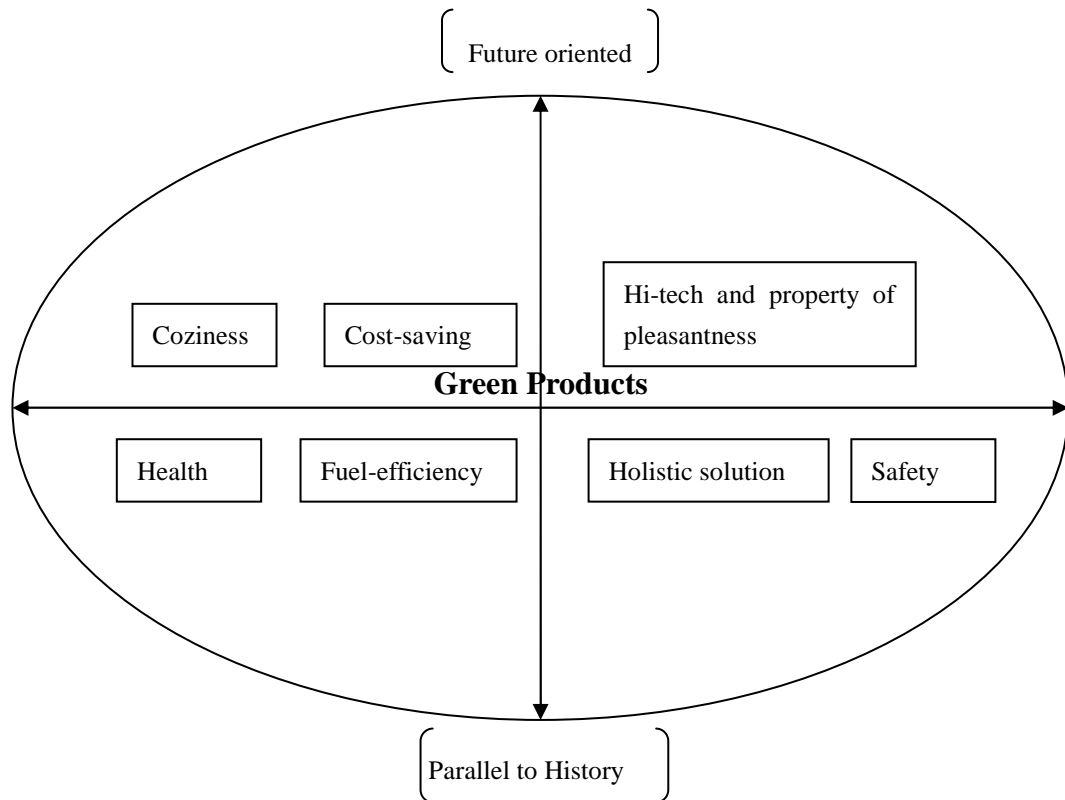 Future oriented
Hi-tech and property of
pleasantness
Coziness
Cost-saving
Green Products
Health
Fuel-efficiency
Holistic solution
Safety
Parallel to History